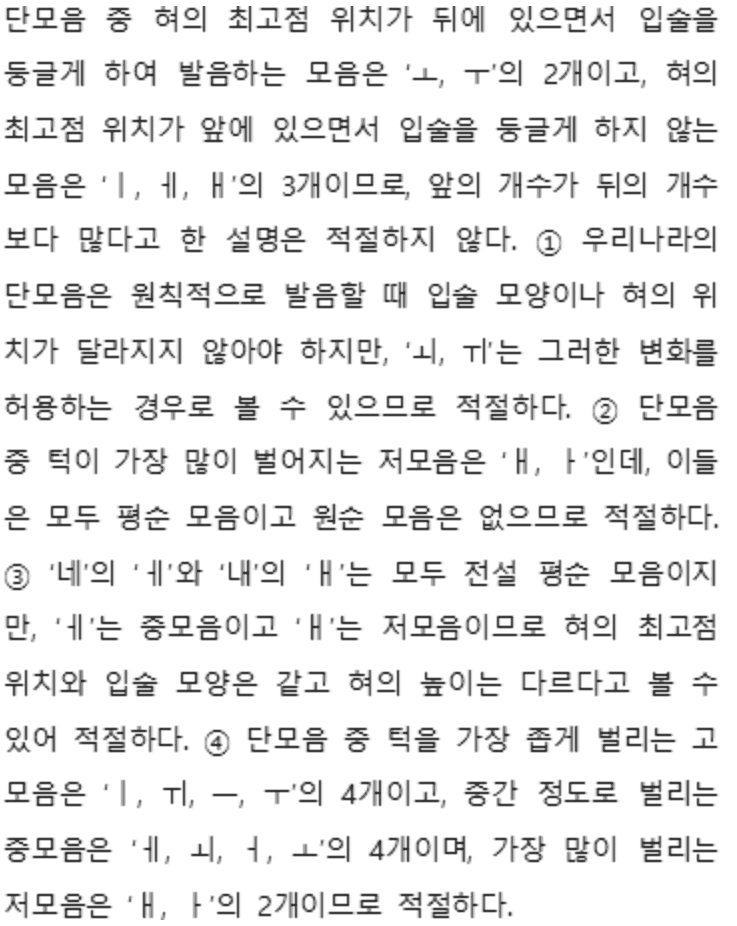 단모음 중 혀의 최고점 위치가 뒤에 있으면서 입술을
둥글게 하여 발음하는 모음은 ‘ㅗ, ㅜ’의 2개이고, 혀의
최고점 위치가 앞에 있으면서 입술을 둥글게 하지 않는
모음은 ‘ㅣ, ㅔ, ㅐ’의 3개이므로, 앞의 개수가 뒤의 개수
보다 많다고 한 설명은 적절하지 않다. ① 우리나라의
단모음은 원칙적으로 발음할 때 입술 모양이나 혀의 위
치가 달라지지 않아야 하지만, ‘ㅚ, ㅟ’는 그러한 변화를
허용하는 경우로 볼 수 있으므로 적절하다. ② 단모음
중 턱이 가장 많이 벌어지는 저모음은 ‘ㅐ, ㅏ’인데, 이들
은 모두 평순 모음이고 원순 모음은 없으므로 적절하다.
③ ‘네’의 ‘ㅔ’와 ‘내’의 ‘ㅐ’는 모두 전설 평순 모음이지
만, ‘ㅔ’는 중모음이고 ‘ㅐ’는 저모음이므로 혀의 최고점
위치와 입술 모양은 같고 혀의 높이는 다르다고 볼 수
있어 적절하다. ④ 단모음 중 턱을 가장 좁게 벌리는 고
모음은 ‘ㅣ, ㅟ, ㅡ, ㅜ’의 4개이고, 중간 정도로 벌리는
중모음은 ‘ㅔ, ㅚ, ㅓ, ㅗ’의 4개이며, 가장 많이 벌리는
저모음은 ‘ㅐ, ㅏ’의 2개이므로 적절하다.